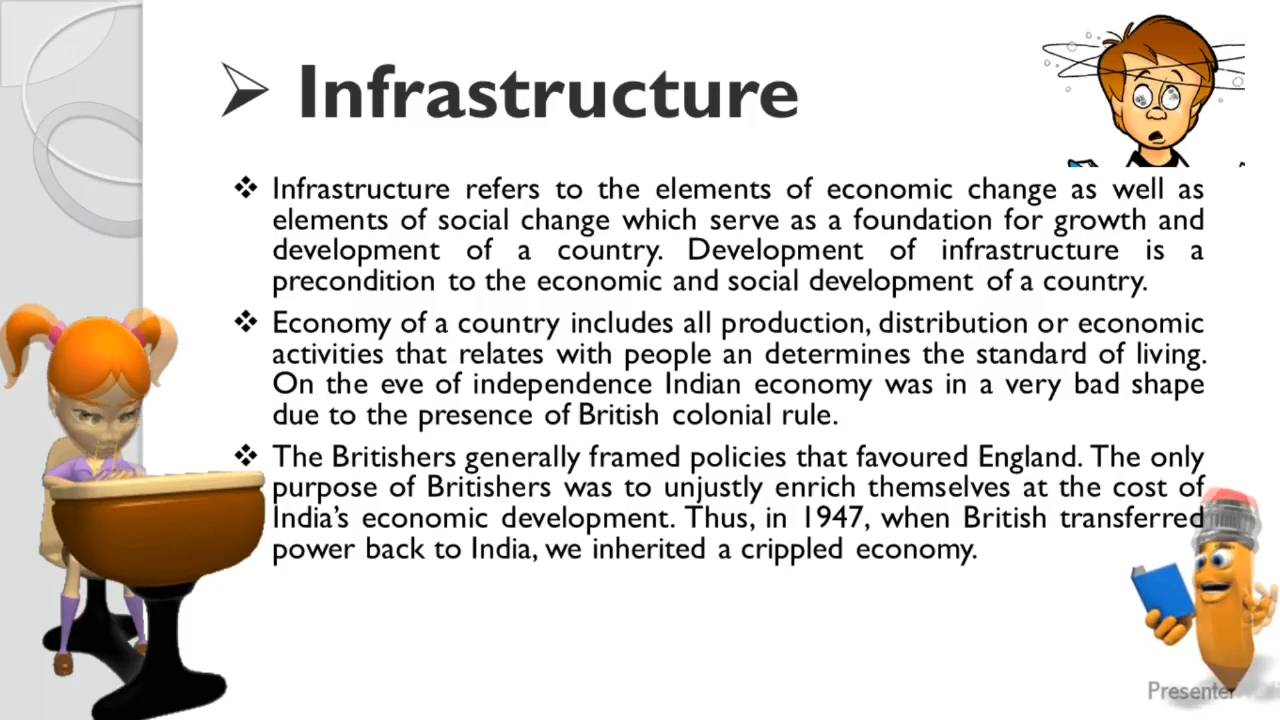 Infrastructure
Infrastructure refers to the elements of economic change as well as
elements of social change which serve as a foundation for growth and
development of a country. Development of infrastructure is a
precondition to the economic and social development of a country.
Economy of a country includes all production, distribution or economic
activities that relates with people an determines the standard of living.
On the eve of independence Indian economy was in a very bad shape
due to the presence of British colonial rule.
The Britishers generally framed policies that favoured England. The only
purpose of Britishers was to unjustly enrich themselves at the cost of
India's economic development. Thus, in 1947, when British transferred
power back to India, we inherited a crippled economy.